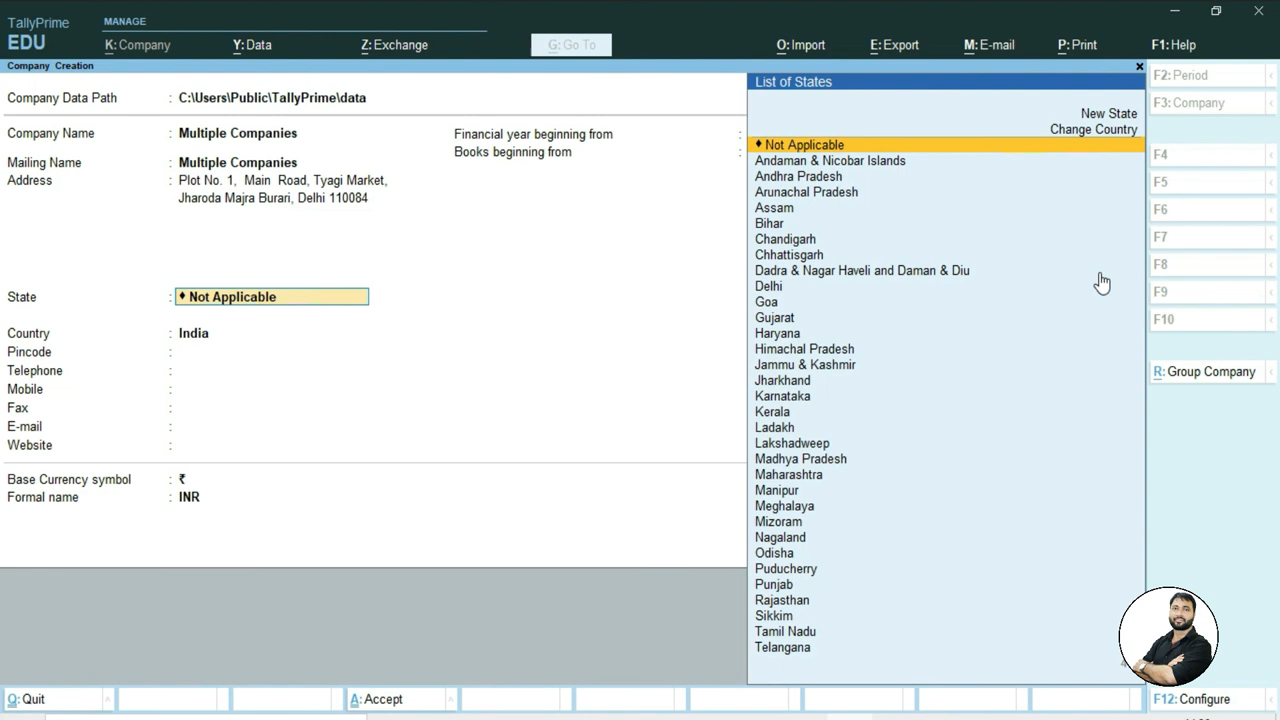 TallyPrime
EDU
MANAGE
K: Company
Y: Data
Z: Exchange
G: Go To
O: Import
E: Export
M: E-mail
P: Print
F1: Help
Company Creation
Company Data Path : C:\Users\Public\TallyPrime\data
Company Name : Multiple Companies
Mailing Name : Multiple Companies
Address : Plot No. 1, Main Road, Tyagi Market,
Jharoda Majra Burari, Delhi 110084
State : ♦ Not Applicable
Country : India
Pincode :
Telephone :
Mobile :
Fax :
E-mail :
Website :
Base Currency symbol : ₹
Formal name : INR
Financial year beginning from :
Books beginning from :
List of States
New State
Change Country
♦ Not Applicable
Andaman & Nicobar Islands
Andhra Pradesh
Arunachal Pradesh
Assam
Bihar
Chandigarh
Chhattisgarh
Dadra & Nagar Haveli and Daman & Diu
Delhi
Goa
Gujarat
Haryana
Himachal Pradesh
Jammu & Kashmir
Jharkhand
Karnataka
Kerala
Ladakh
Lakshadweep
Madhya Pradesh
Maharashtra
Manipur
Meghalaya
Mizoram
Nagaland
Odisha
Puducherry
Punjab
Rajasthan
Sikkim
Tamil Nadu
Telangana
F2: Period
F3: Company
F4
F5
F6
F7
F8
F9
F10
R: Group Company
Q: Quit
A: Accept
F12: Configure